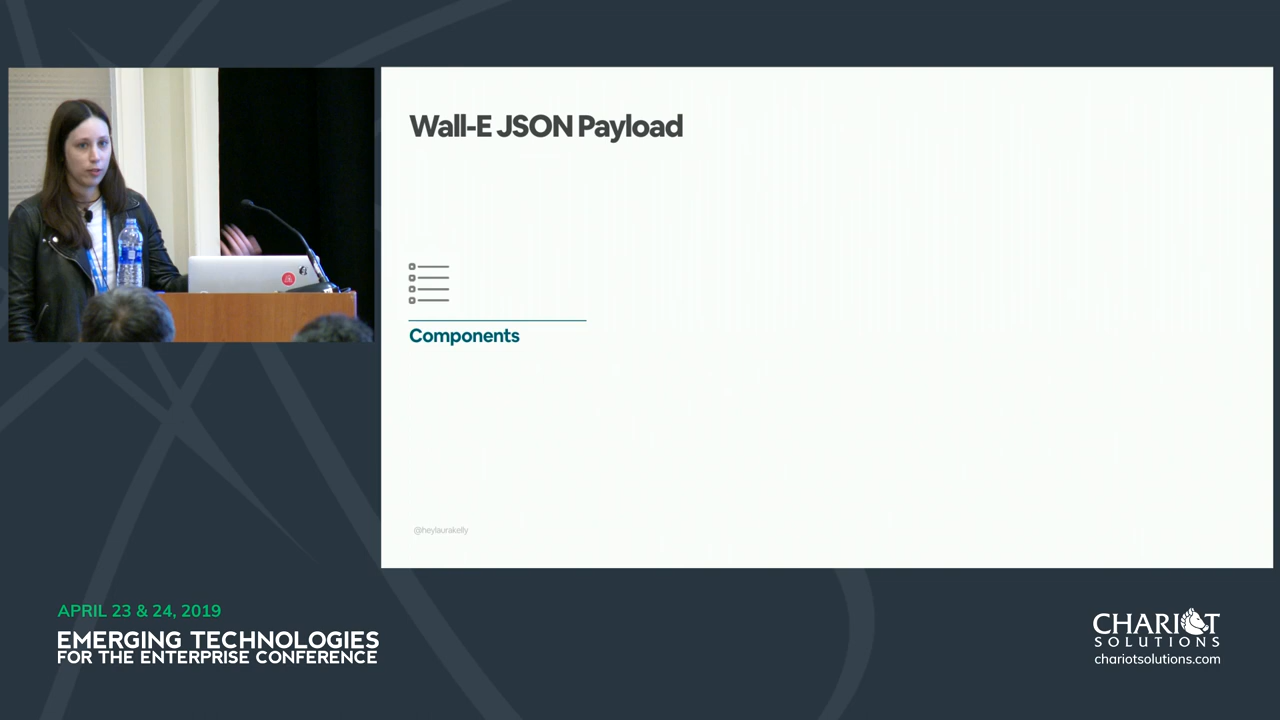 Wall-E JSON Payload
Components
@heylaurakelly
APRIL 23 & 24, 2019
EMERGING TECHNOLOGIES
FOR THE ENTERPRISE CONFERENCE
CHARIOT
SOLUTIONS
chariotsolutions.com